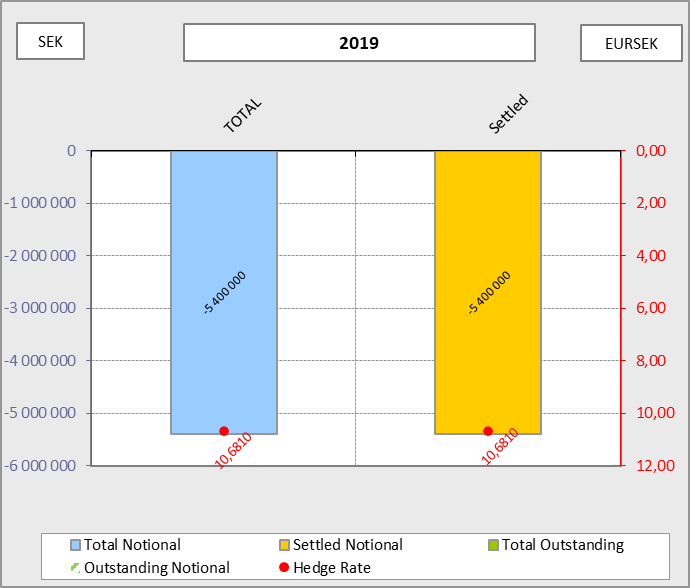 SEK
2019
EURSEK
TOTAL
Settled
0
0,00
-1 000 000
2,00
-2 000 000
4,00
-5 400 000
-5 400 000
-3 000 000
6,00
-4 000 000
8,00
-5 000 000
10,00
10,6810
10,6810
-6 000 000
12,00
Total Notional
Settled Notional
Total Outstanding
Outstanding Notional
Hedge Rate